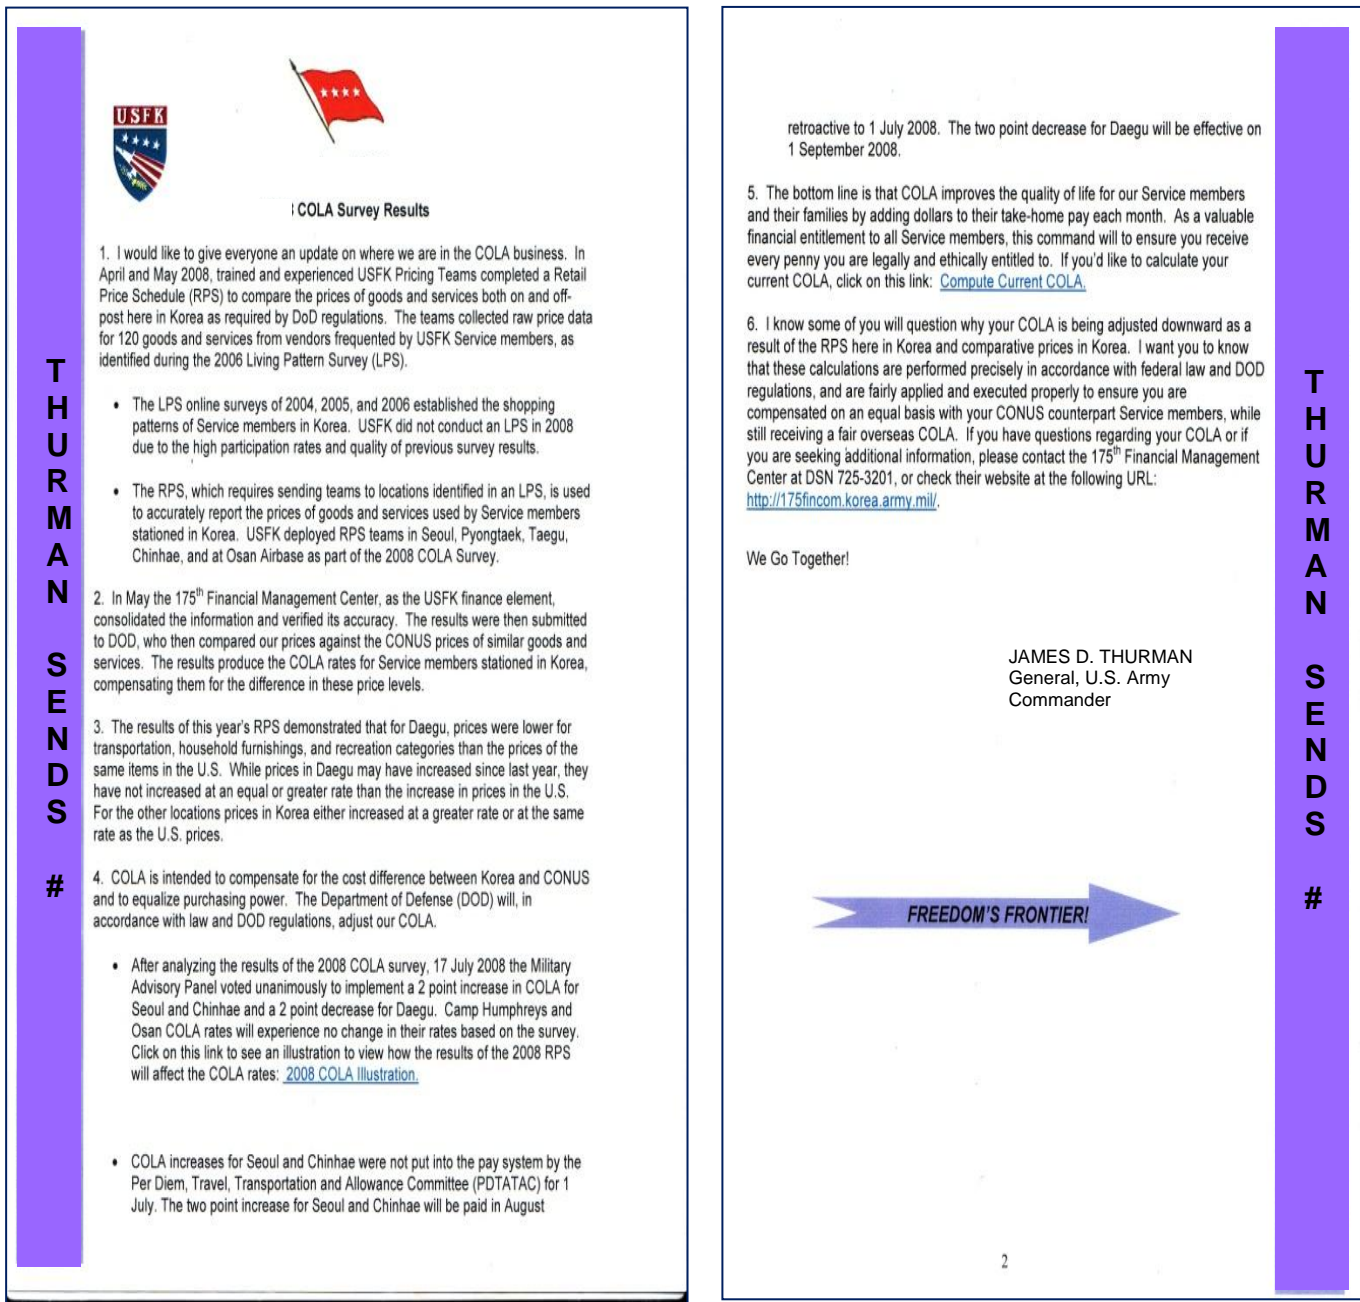 THURMAN SENDS #
USFK
COLA Survey Results
1. I would like to give everyone an update on where we are in the COLA business. In
April and May 2008, trained and experienced USFK Pricing Teams completed a Retail
Price Schedule (RPS) to compare the prices of goods and services both on and off-
post here in Korea as required by DoD regulations. The teams collected raw price data
for 120 goods and services from vendors frequented by USFK Service members, as
identified during the 2006 Living Pattern Survey (LPS).
• The LPS online surveys of 2004, 2005, and 2006 established the shopping
patterns of Service members in Korea. USFK did not conduct an LPS in 2008
due to the high participation rates and quality of previous survey results.
• The RPS, which requires sending teams to locations identified in an LPS, is used
to accurately report the prices of goods and services used by Service members
stationed in Korea. USFK deployed RPS teams in Seoul, Pyongtaek, Taegu,
Chinhae, and at Osan Airbase as part of the 2008 COLA Survey.
2. In May the 175th Financial Management Center, as the USFK finance element,
consolidated the information and verified its accuracy. The results were then submitted
to DOD, who then compared our prices against the CONUS prices of similar goods and
services. The results produce the COLA rates for Service members stationed in Korea,
compensating them for the difference in these price levels.
3. The results of this year's RPS demonstrated that for Daegu, prices were lower for
transportation, household furnishings, and recreation categories than the prices of the
same items in the U.S. While prices in Daegu may have increased since last year, they
have not increased at an equal or greater rate than the increase in prices in the U.S.
For the other locations prices in Korea either increased at a greater rate or at the same
rate as the U.S. prices.
4. COLA is intended to compensate for the cost difference between Korea and CONUS
and to equalize purchasing power. The Department of Defense (DOD) will, in
accordance with law and DOD regulations, adjust our COLA.
• After analyzing the results of the 2008 COLA survey, 17 July 2008 the Military
Advisory Panel voted unanimously to implement a 2 point increase in COLA for
Seoul and Chinhae and a 2 point decrease for Daegu. Camp Humphreys and
Osan COLA rates will experience no change in their rates based on the survey.
Click on this link to see an illustration to view how the results of the 2008 RPS
will affect the COLA rates: 2008 COLA Illustration.
• COLA increases for Seoul and Chinhae were not put into the pay system by the
Per Diem, Travel, Transportation and Allowance Committee (PDTATAC) for 1
July. The two point increase for Seoul and Chinhae will be paid in August
retroactive to 1 July 2008. The two point decrease for Daegu will be effective on
1 September 2008.
5. The bottom line is that COLA improves the quality of life for our Service members
and their families by adding dollars to their take-home pay each month. As a valuable
financial entitlement to all Service members, this command will to ensure you receive
every penny you are legally and ethically entitled to. If you'd like to calculate your
current COLA, click on this link: Compute Current COLA.
6. I know some of you will question why your COLA is being adjusted downward as a
result of the RPS here in Korea and comparative prices in Korea. I want you to know
that these calculations are performed precisely in accordance with federal law and DOD
regulations, and are fairly applied and executed properly to ensure you are
compensated on an equal basis with your CONUS counterpart Service members, while
still receiving a fair overseas COLA. If you have questions regarding your COLA or if
you are seeking additional information, please contact the 175th Financial Management
Center at DSN 725-3201, or check their website at the following URL:
http://175fincom.korea.army.mil/.
We Go Together!
JAMES D. THURMAN
General, U.S. Army
Commander
FREEDOM'S FRONTIER!
2
THURMAN SENDS #